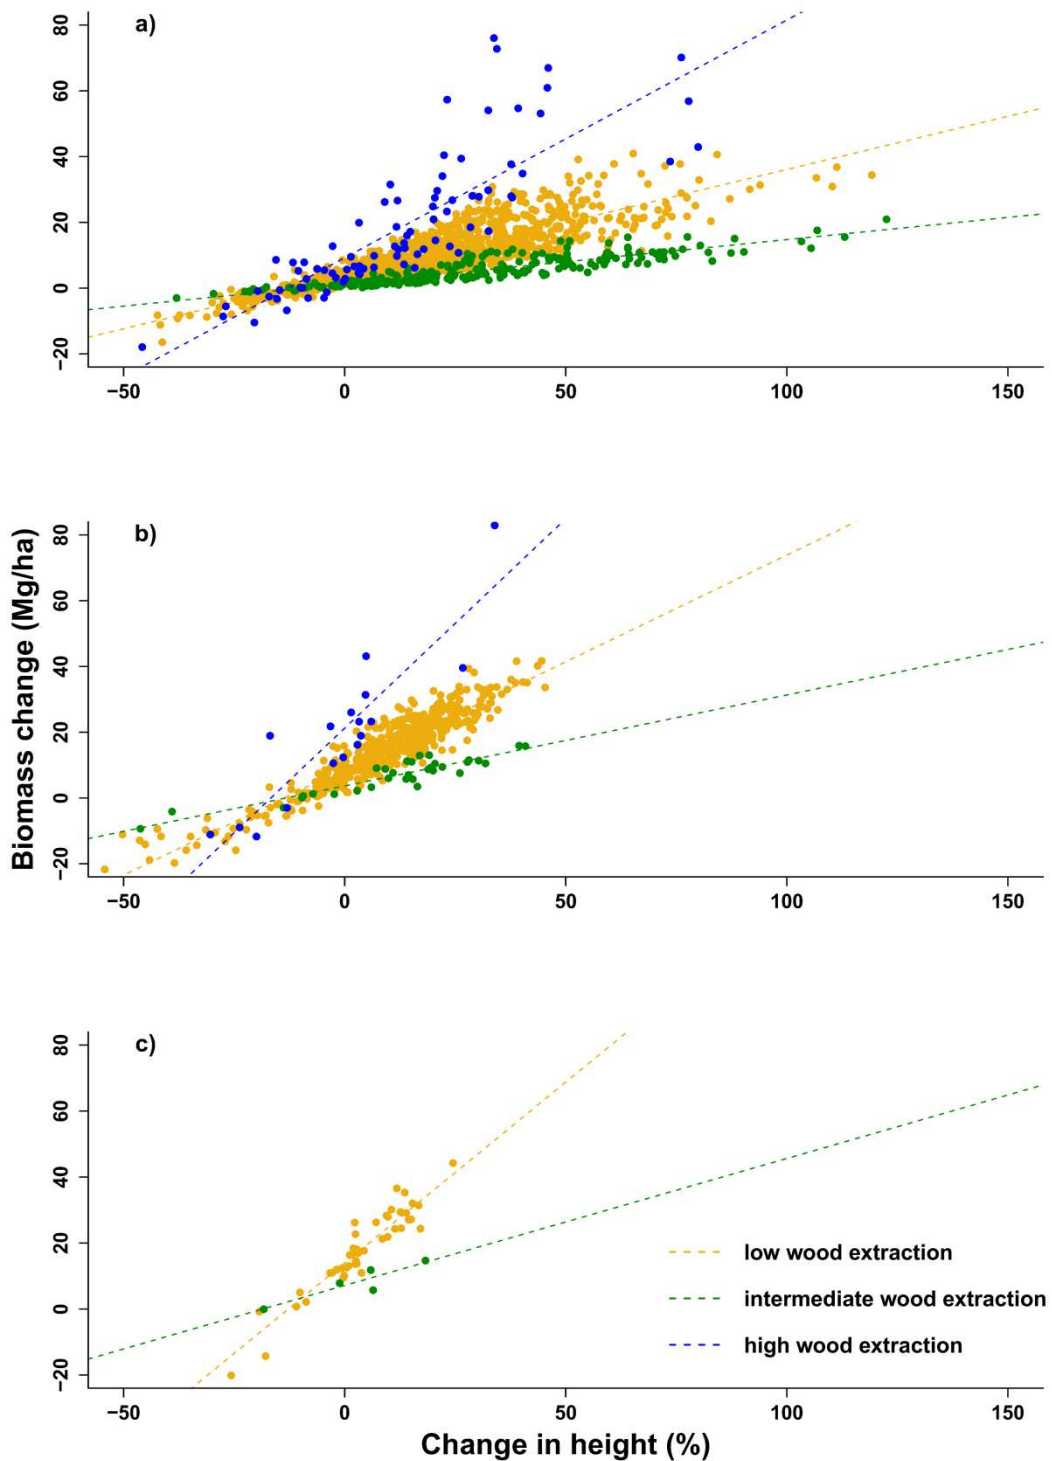 a)
80
60
40
20
0
−20
−50 0 50 100 150
b)
80
60
40
20
0
−20
−50 0 50 100 150
Biomass change (Mg/ha)
c)
80
60
40
20
0
−20
low wood extraction
intermediate wood extraction
high wood extraction
−50 0 50 100 150
Change in height (%)